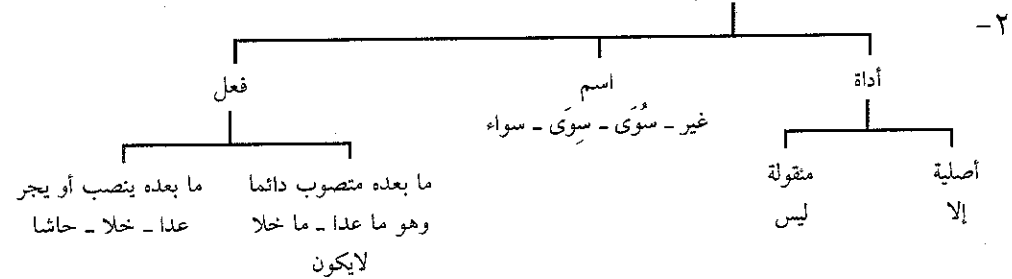 ٢-
أداة
اسم
فعل
غير ـ سُوَى ـ سِوَى ـ سواء
أصلية
إلا
منقولة
ليس
ما بعده منصوب دائما
وهو ما عدا ـ ما خلا
لايكون
ما بعده ينصب أو يجر
عدا ـ خلا ـ حاشا